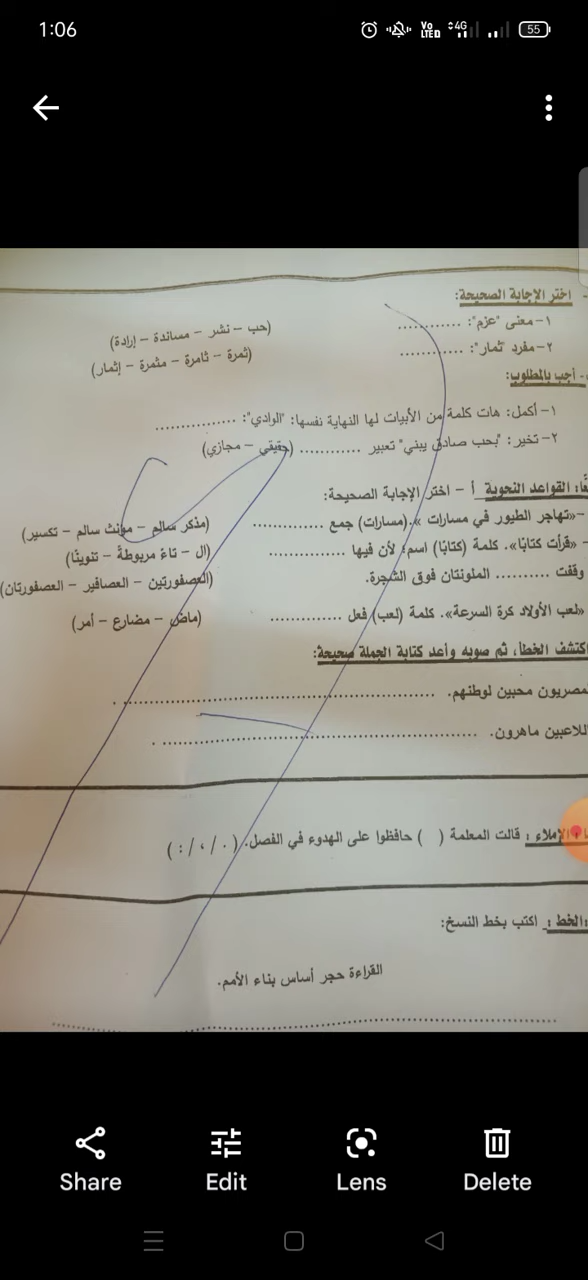 1:06 Vo LTE 4G 55
- اختر الإجابة الصحيحة:
١- معنى "عزم": ............ (حب - نشر - مساندة - إرادة)
٢- مفرد "ثمار": ............ (ثمرة - ثامرة - مثمرة - إثمار)
- أجب بالمطلوب:
١- أكمل: هات كلمة من الأبيات لها النهاية نفسها: "الوادي": ............
٢- تخير: "بحب صادق يبني" تعبير ............ (حقيقي - مجازي)
القواعد النحوية أ - اختر الإجابة الصحيحة:
- «تهاجر الطيور في مسارات». (مسارات) جمع ............ (مذكر سالم - مؤنث سالم - تكسير)
- «قرأت كتابًا». كلمة (كتابًا) اسم؛ لأن فيها ............ (ال - تاءً مربوطةً - تنوينًا)
وقفت ............ الملونتان فوق الشجرة. (العصفورتين - العصافير - العصفورتان)
«لعب الأولاد كرة السرعة». كلمة (لعب) فعل ............ (ماض - مضارع - أمر)
اكتشف الخطأ، ثم صوبه وأعد كتابة الجملة صحيحة:
محبين لوطنهم. ............
ماهرون. ............
الإملاء : قالت المعلمة ( ) حافظوا على الهدوء في الفصل. ( . / ، / : )
الخط : اكتب بخط النسخ:
القراءة حجر أساس بناء الأمم.
Share Edit Lens Delete